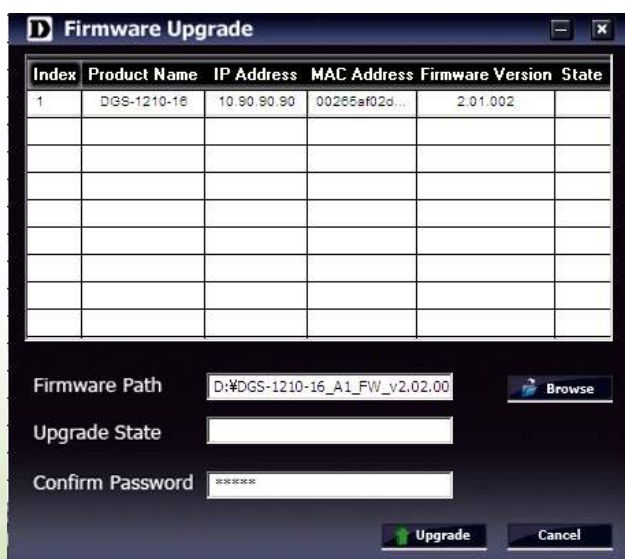 D Firmware Upgrade
Index Product Name IP Address MAC Address Firmware Version State
1 DGS-1210-16 10.90.90.90 00265af02d... 2.01.002
Firmware Path D:¥DGS-1210-16_A1_FW_v2.02.00 Browse
Upgrade State
Confirm Password *****
Upgrade Cancel